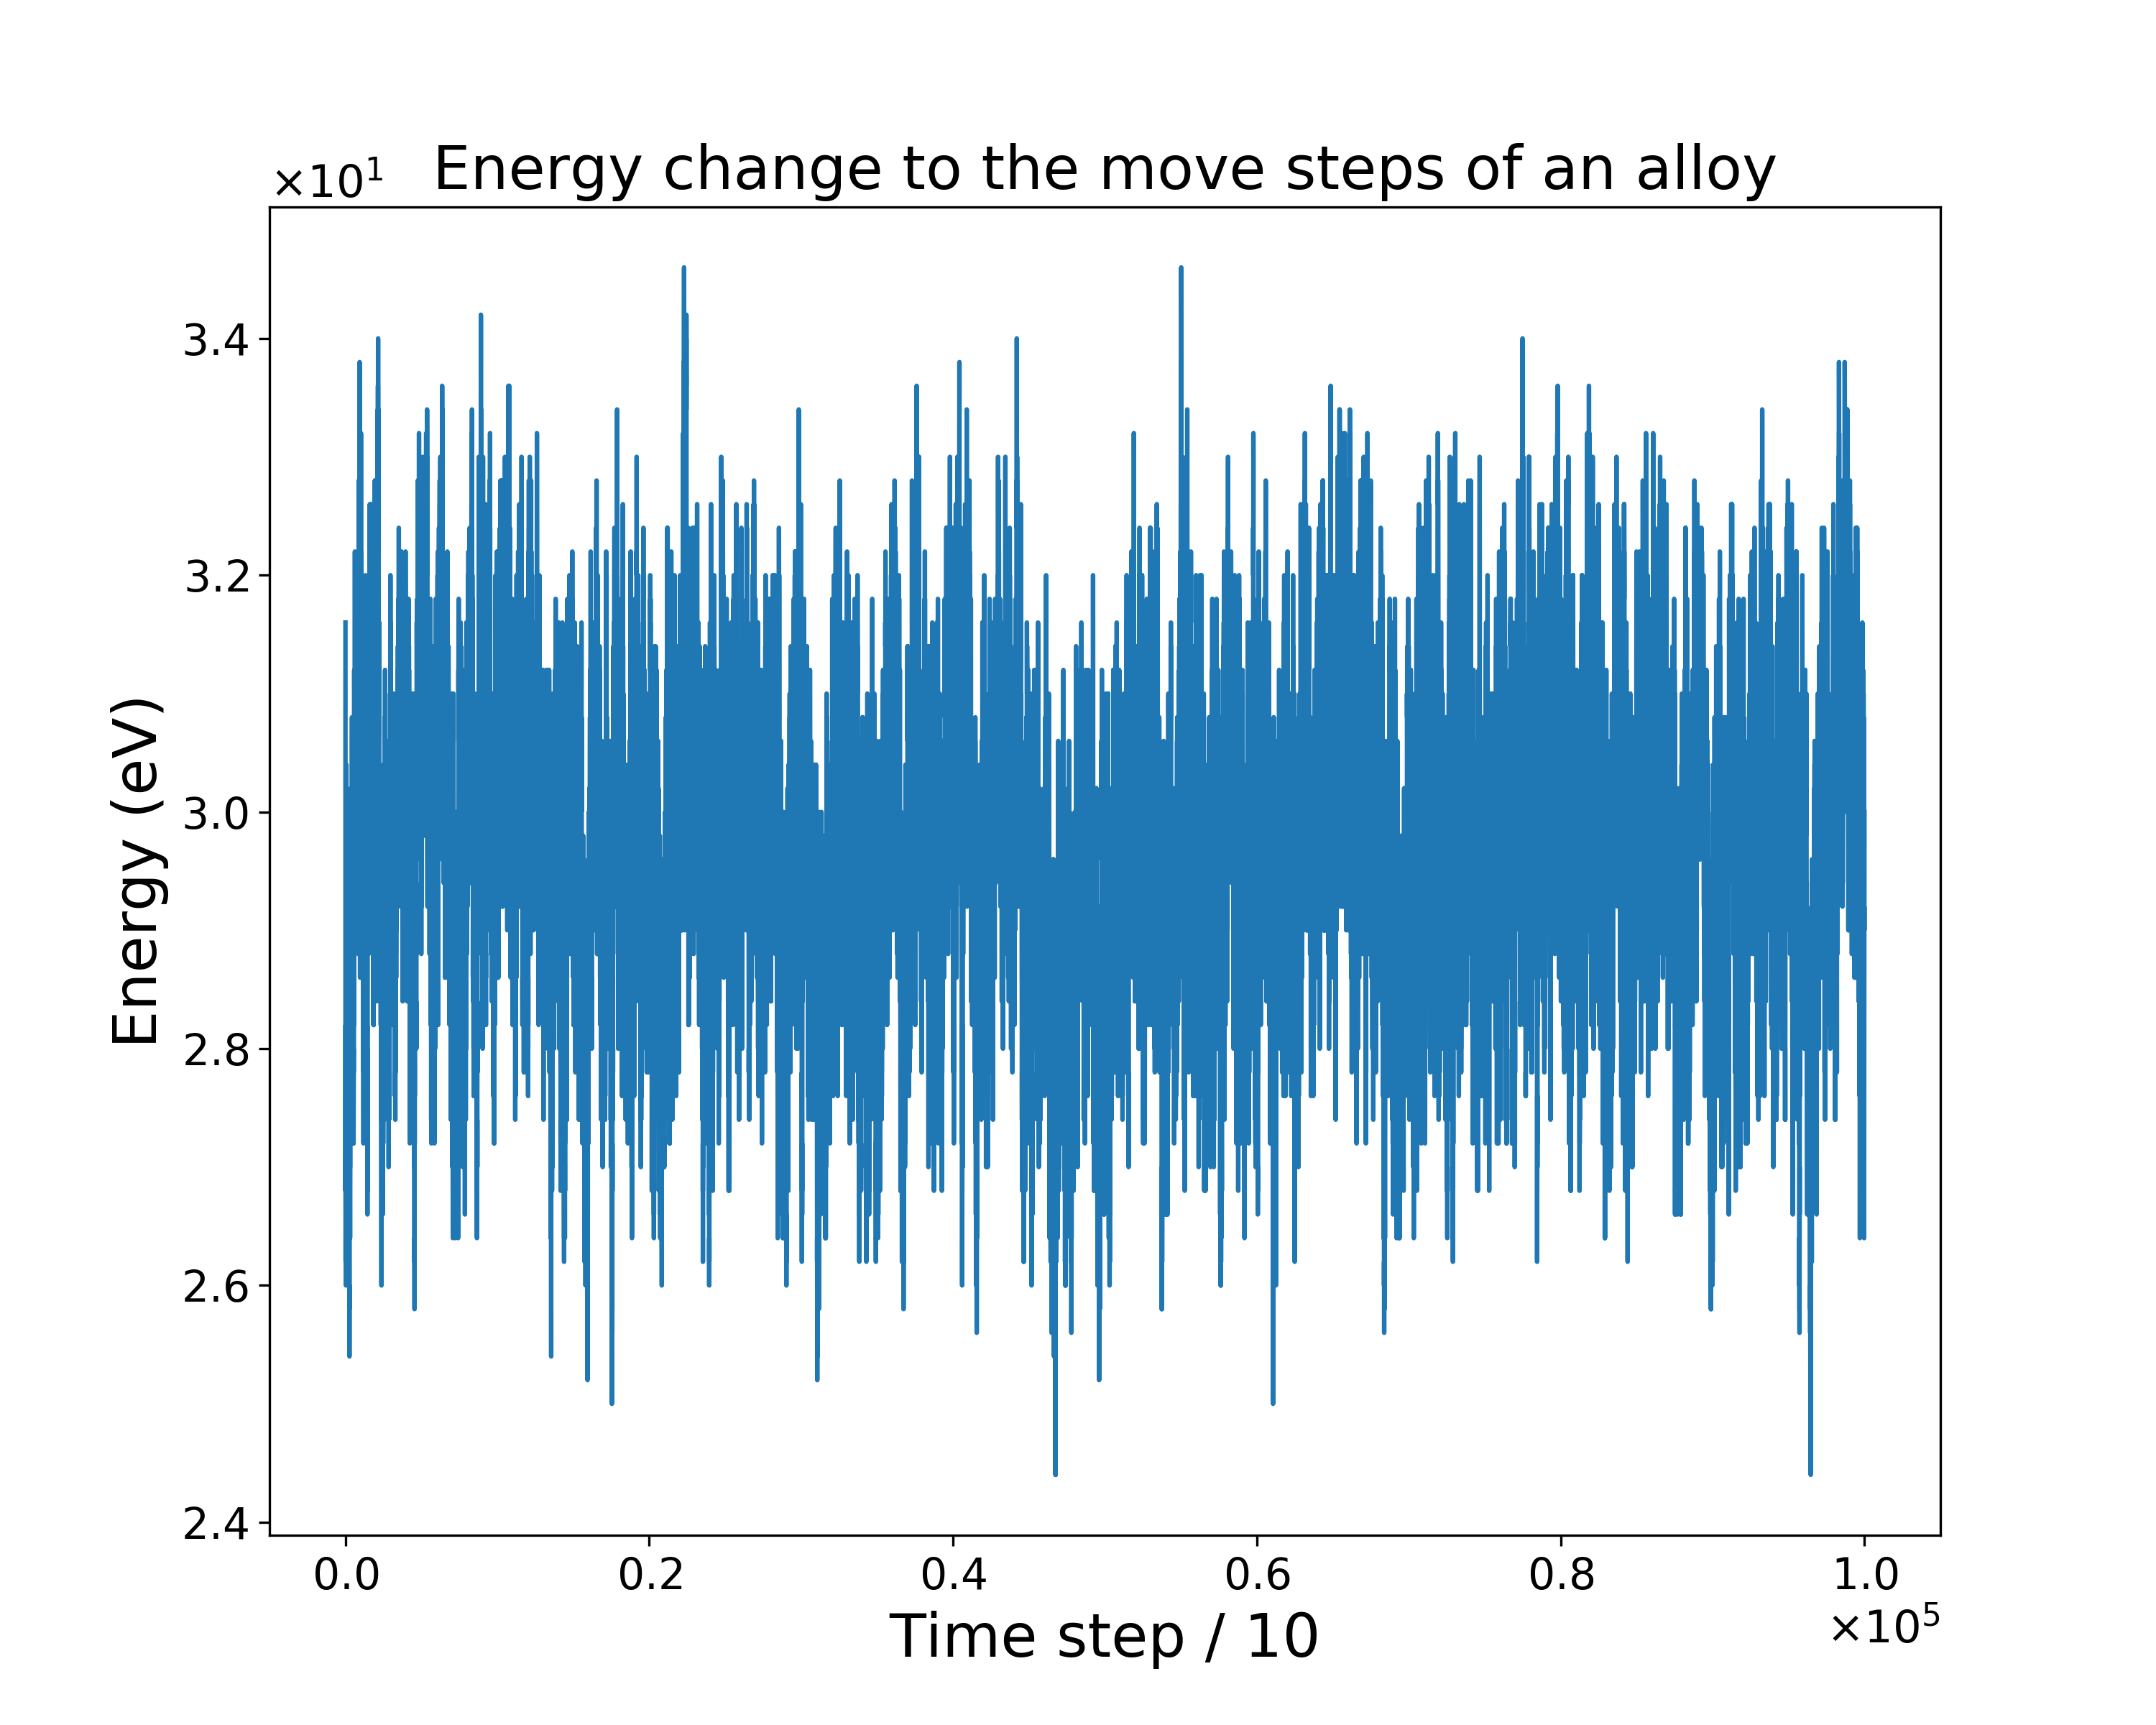 ×10¹
Energy change to the move steps of an alloy
Energy (eV)
3.4
3.2
3.0
2.8
2.6
2.4
0.0 0.2 0.4 0.6 0.8 1.0
Time step / 10
×10⁵